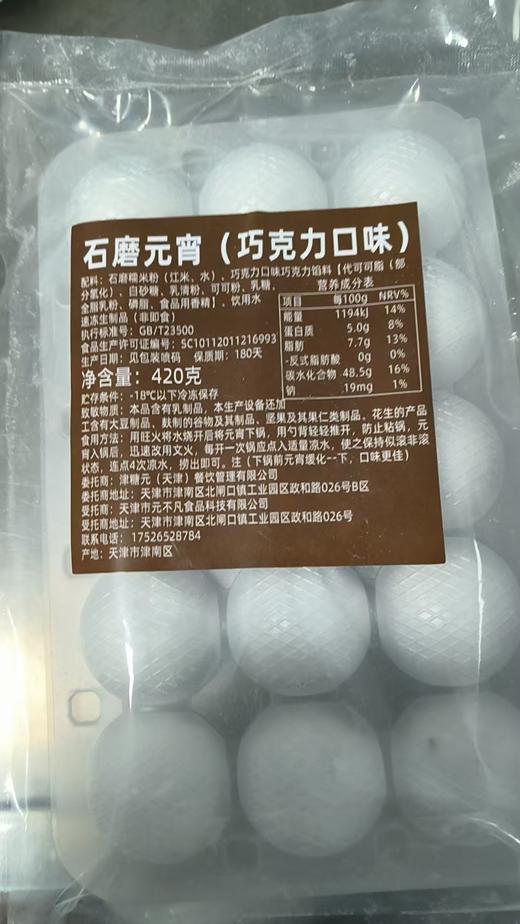 石磨元宵（巧克力口味）
配料：石磨糯米粉（江米、水）、巧克力口味巧克力馅料【代可可脂（部
分氢化）、白砂糖、乳清粉、可可粉、乳糖、
全脂乳粉、磷脂、食品用香精】、饮用水
速冻生制品（非即食）
执行标准号：GB/T23500
食品生产许可证编号：SC10112011216993
生产日期：见包装喷码 保质期：180天
净含量：420克
贮存条件：-18℃以下冷冻保存
营养成分表
项目 每100g NRV%
能量 1194kJ 14%
蛋白质 5.0g 8%
脂肪 7.7g 13%
-反式脂肪酸 0g 0%
碳水化合物 48.5g 16%
钠 19mg 1%
致敏物质：本品含有乳制品，本生产设备还加
工含有大豆制品、麸制的谷物及其制品、坚果及其果仁类制品、花生的产品
食用方法：用旺火将水烧开后将元宵下锅，用勺背轻轻推开，防止粘锅，元
宵入锅后，迅速改用文火，每开一次锅应点入适量凉水，使之保持似滚非滚
状态，连点4次凉水，捞出即可。注（下锅前元宵缓化一下，口味更佳）
委托商：津糖元（天津）餐饮管理有限公司
委托商地址：天津市津南区北闸口镇工业园区政和路026号B区
受托商：天津市元不凡食品科技有限公司
受托商地址：天津市津南区北闸口镇工业园区政和路026号
联系电话：17526528784
产地：天津市津南区